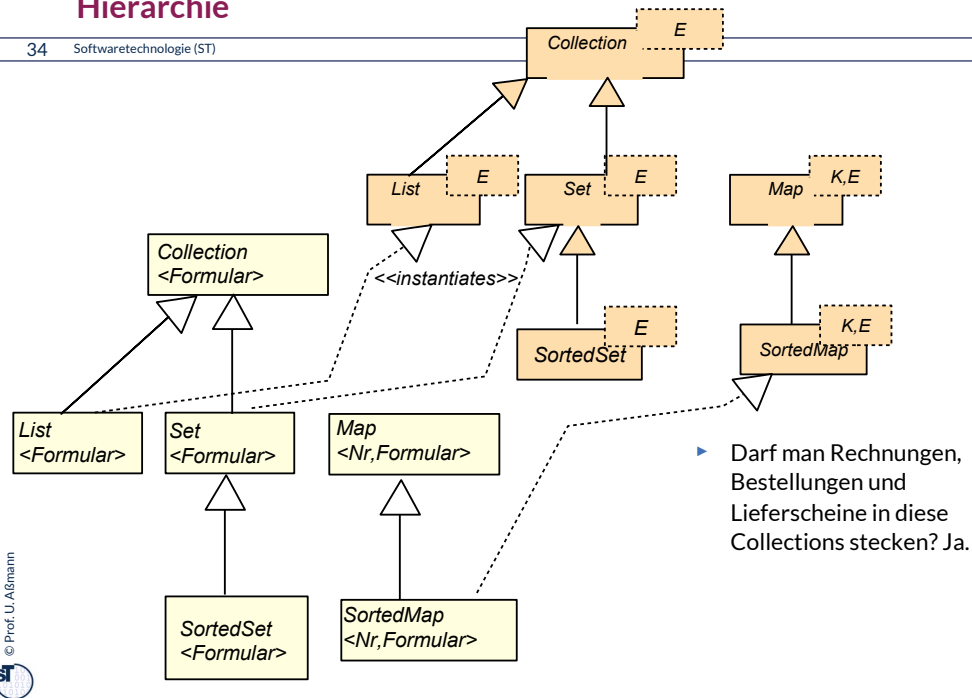 Hierarchie
34 Softwaretechnologie (ST)
Collection
E
List
E
Set
E
Map
K,E
Collection
<Formular>
<<instantiates>>
SortedSet
E
SortedMap
K,E
List
<Formular>
Set
<Formular>
Map
<Nr,Formular>
Darf man Rechnungen,
Bestellungen und
Lieferscheine in diese
Collections stecken? Ja.
SortedSet
<Formular>
SortedMap
<Nr,Formular>
© Prof. U. Aßmann
ST